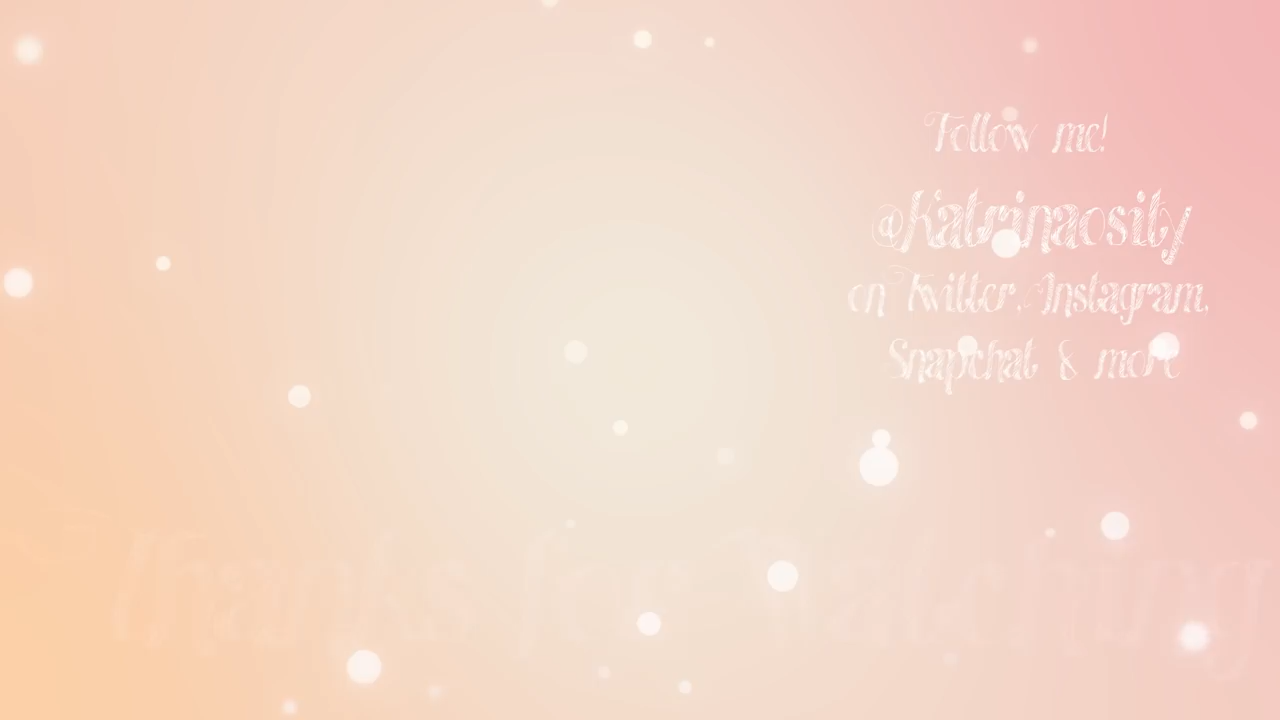 Follow me!
@Katrinaosity
on Twitter, Instagram,
Snapchat & more
Thanks for Watching